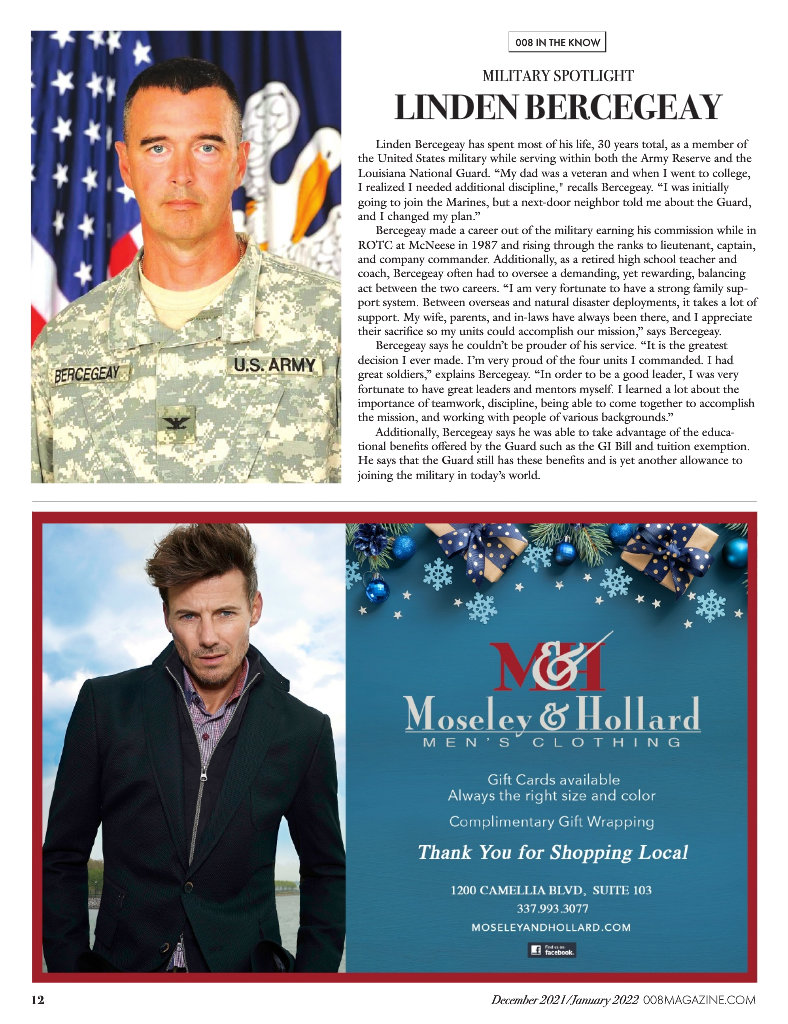 008 IN THE KNOW
MILITARY SPOTLIGHT
LINDEN BERCEGEAY
Linden Bercegeay has spent most of his life, 30 years total, as a member of
the United States military while serving within both the Army Reserve and the
Louisiana National Guard. “My dad was a veteran and when I went to college,
I realized I needed additional discipline," recalls Bercegeay. “I was initially
going to join the Marines, but a next-door neighbor told me about the Guard,
and I changed my plan.”
Bercegeay made a career out of the military earning his commission while in
ROTC at McNeese in 1987 and rising through the ranks to lieutenant, captain,
and company commander. Additionally, as a retired high school teacher and
coach, Bercegeay often had to oversee a demanding, yet rewarding, balancing
act between the two careers. “I am very fortunate to have a strong family sup-
port system. Between overseas and natural disaster deployments, it takes a lot of
support. My wife, parents, and in-laws have always been there, and I appreciate
their sacrifice so my units could accomplish our mission,” says Bercegeay.
Bercegeay says he couldn’t be prouder of his service. “It is the greatest
decision I ever made. I’m very proud of the four units I commanded. I had
great soldiers,” explains Bercegeay. “In order to be a good leader, I was very
fortunate to have great leaders and mentors myself. I learned a lot about the
importance of teamwork, discipline, being able to come together to accomplish
the mission, and working with people of various backgrounds.”
Additionally, Bercegeay says he was able to take advantage of the educa-
tional benefits offered by the Guard such as the GI Bill and tuition exemption.
He says that the Guard still has these benefits and is yet another allowance to
joining the military in today’s world.
BERCEGEAY
U.S. ARMY
M&H
Moseley & Hollard
MEN'S CLOTHING
Gift Cards available
Always the right size and color
Complimentary Gift Wrapping
Thank You for Shopping Local
1200 CAMELLIA BLVD, SUITE 103
337.993.3077
MOSELEYANDHOLLARD.COM
Find us on
facebook.
12
December 2021/January 2022 008MAGAZINE.COM